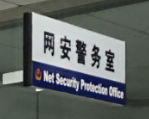 网安警务室
Net Security Protection Office